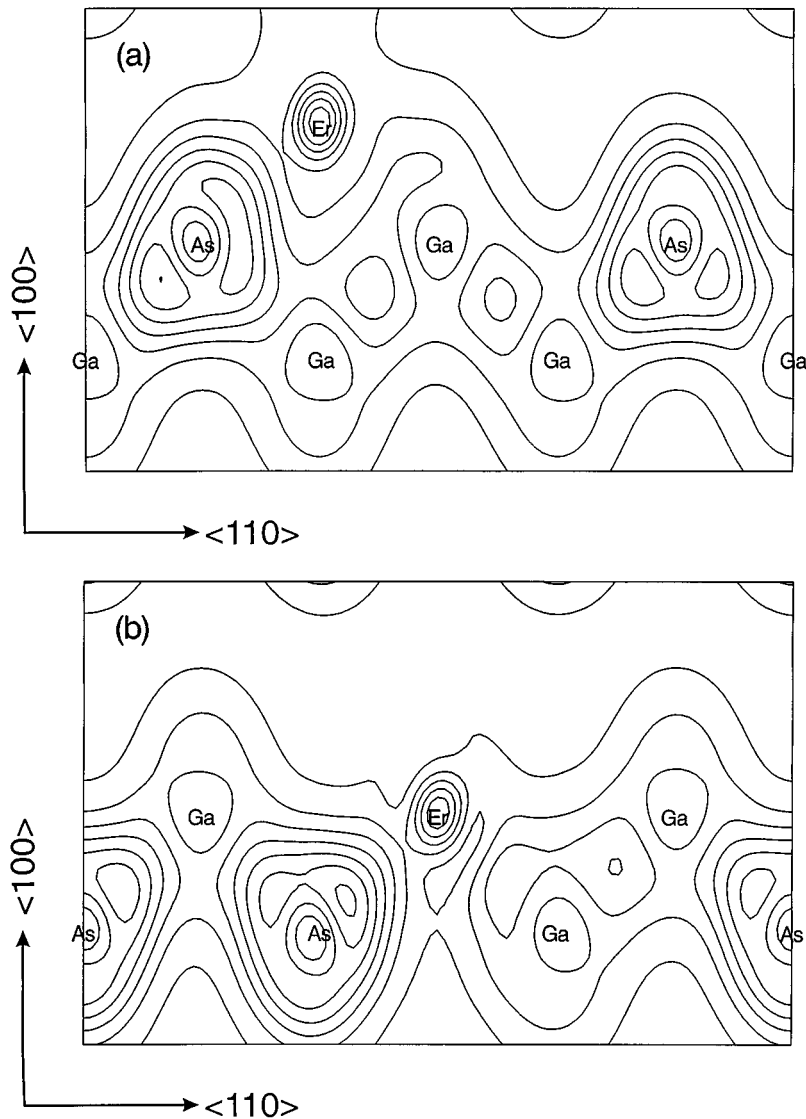 (a)
Er
As
Ga
As
Ga
Ga
Ga
Ga
<100>
<110>
(b)
Ga
Er
Ga
As
As
Ga
As
<100>
<110>